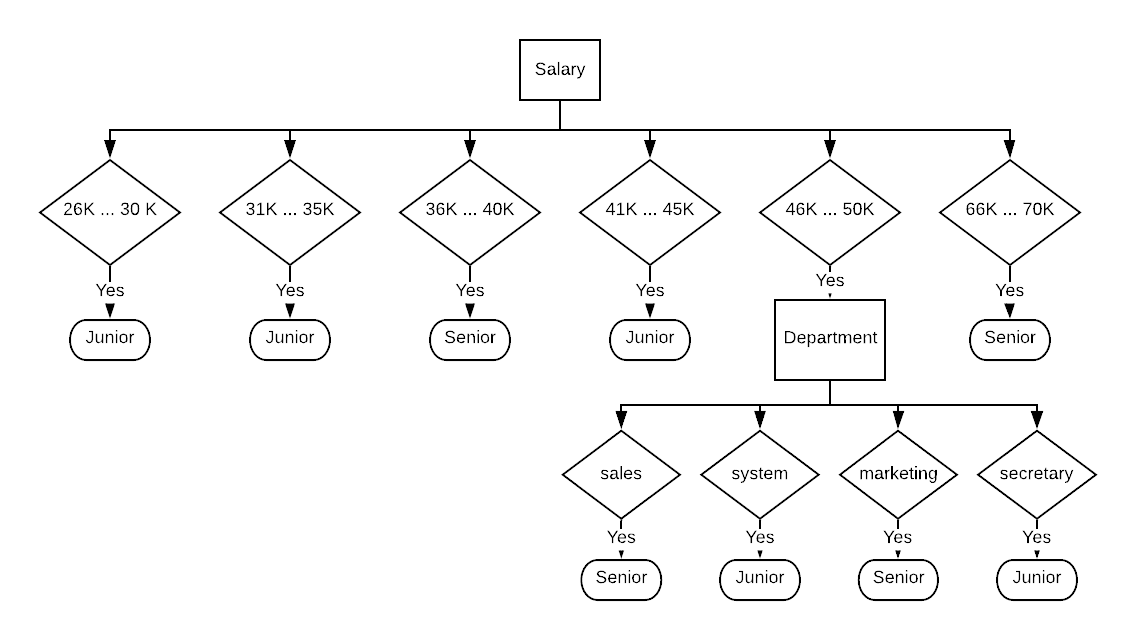 Salary
26K ... 30 K
31K ... 35K
36K ... 40K
41K ... 45K
46K ... 50K
66K ... 70K
Yes
Yes
Yes
Yes
Yes
Yes
Junior
Junior
Senior
Junior
Department
Senior
sales
system
marketing
secretary
Yes
Yes
Yes
Yes
Senior
Junior
Senior
Junior